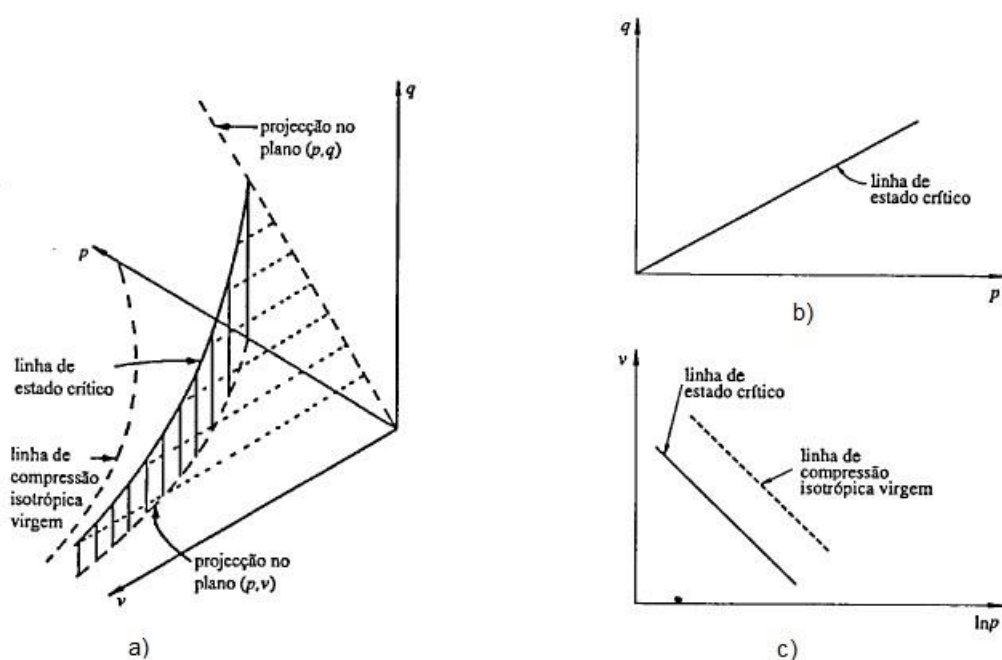 q
projecção no
plano (p,q)
p
linha de
estado crítico
linha de
compressão
isotrópica
virgem
projecção no
plano (p,v)
v
a)
q
linha de
estado crítico
p
b)
v
linha de
estado crítico
linha de
compressão
isotrópica virgem
lnp
c)